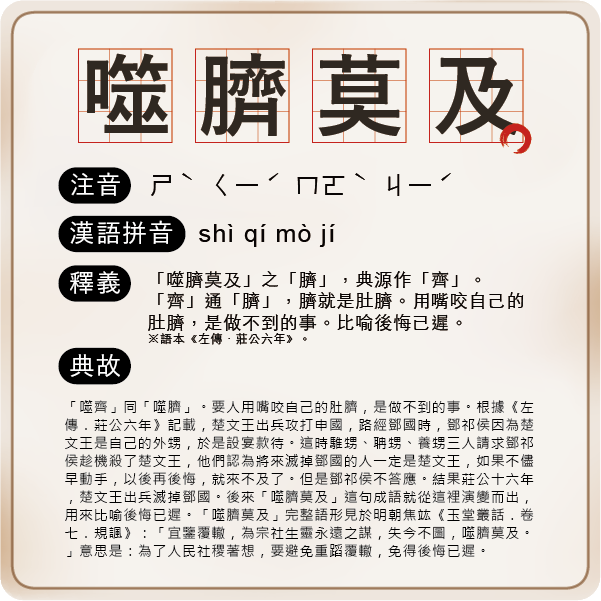 噬臍莫及
注音 ㄕˋ ㄑㄧˊ ㄇㄛˋ ㄐㄧˊ
漢語拼音 shì qí mò jí
釋義 「噬臍莫及」之「臍」，典源作「齊」。
「齊」通「臍」，臍就是肚臍。用嘴咬自己的
肚臍，是做不到的事。比喻後悔已遲。
※語本《左傳．莊公六年》。
典故
「噬齊」同「噬臍」。要人用嘴咬自己的肚臍，是做不到的事。根據《左
傳．莊公六年》記載，楚文王出兵攻打申國，路經鄧國時，鄧祁侯因為楚
文王是自己的外甥，於是設宴款待。這時騅甥、聃甥、養甥三人請求鄧祁
侯趁機殺了楚文王，他們認為將來滅掉鄧國的人一定是楚文王，如果不儘
早動手，以後再後悔，就來不及了。但是鄧祁侯不答應。結果莊公十六年
，楚文王出兵滅掉鄧國。後來「噬臍莫及」這句成語就從這裡演變而出，
用來比喻後悔已遲。「噬臍莫及」完整語形見於明朝焦竑《玉堂叢話．卷
七．規諷》：「宜鑒覆轍，為宗社生靈永遠之謀，失今不圖，噬臍莫及。
」意思是：為了人民社稷著想，要避免重蹈覆轍，免得後悔已遲。